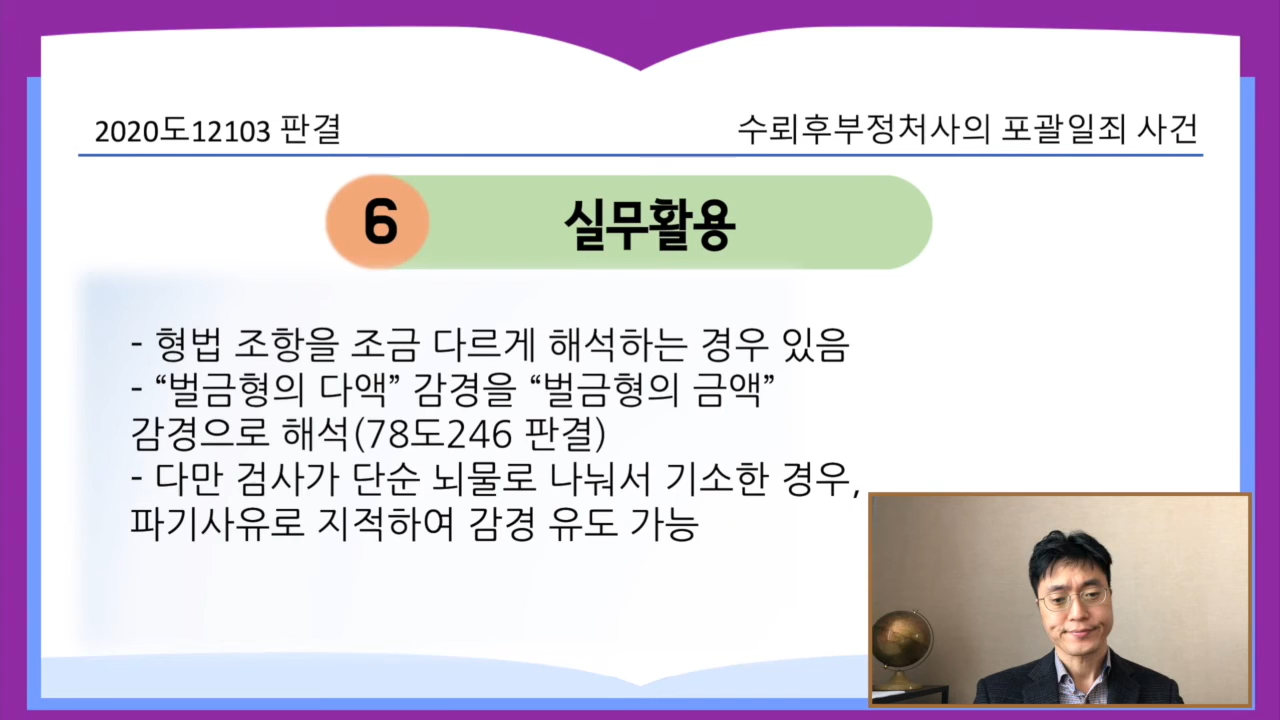 2020도12103 판결
수뢰후부정처사의 포괄일죄 사건
6
실무활용
- 형법 조항을 조금 다르게 해석하는 경우 있음
- “벌금형의 다액” 감경을 “벌금형의 금액”
감경으로 해석(78도246 판결)
- 다만 검사가 단순 뇌물로 나눠서 기소한 경우,
파기사유로 지적하여 감경 유도 가능